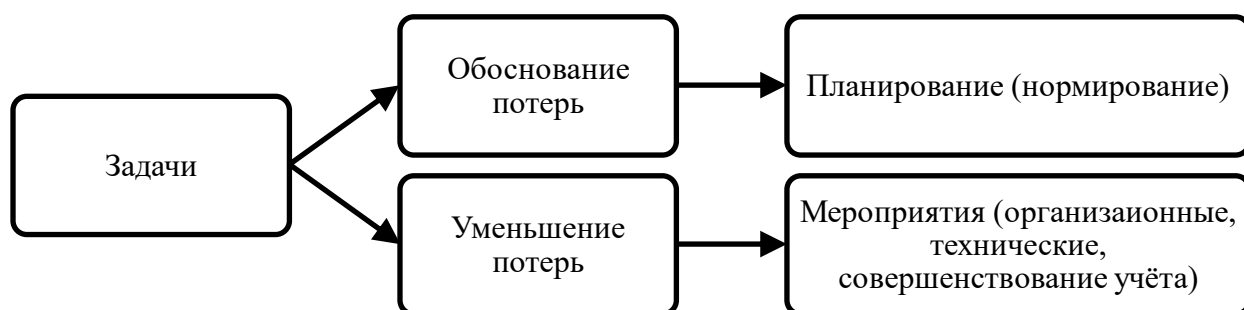 Задачи
Обоснование
потерь
Планирование (нормирование)
Уменьшение
потерь
Мероприятия (организаионные,
технические,
совершенствование учёта)